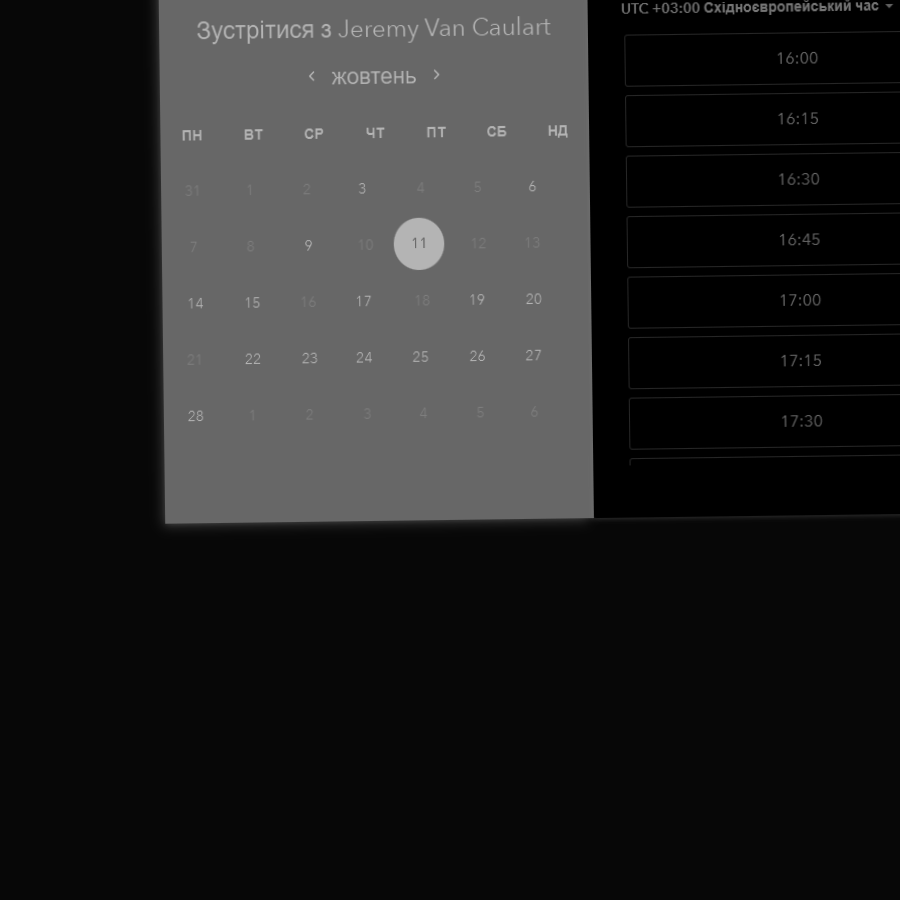 Зустрітися з Jeremy Van Caulart
жовтень
ПН ВТ СР ЧТ ПТ СБ НД
31 1 2 3 4 5 6
7 8 9 10 11 12 13
14 15 16 17 18 19 20
21 22 23 24 25 26 27
28 1 2 3 4 5 6
UTC +03:00 Східноєвропейський час
16:00
16:15
16:30
16:45
17:00
17:15
17:30